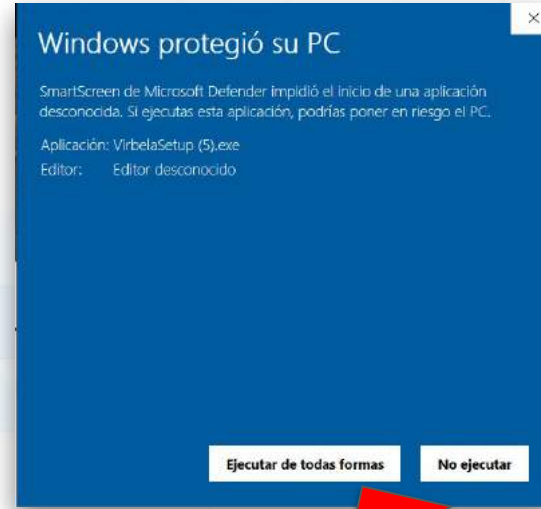 Windows protegió su PC
SmartScreen de Microsoft Defender impidió el inicio de una aplicación
desconocida. Si ejecutas esta aplicación, podrías poner en riesgo el PC.
Aplicación: VirbelaSetup (5).exe
Editor: Editor desconocido
Ejecutar de todas formas No ejecutar